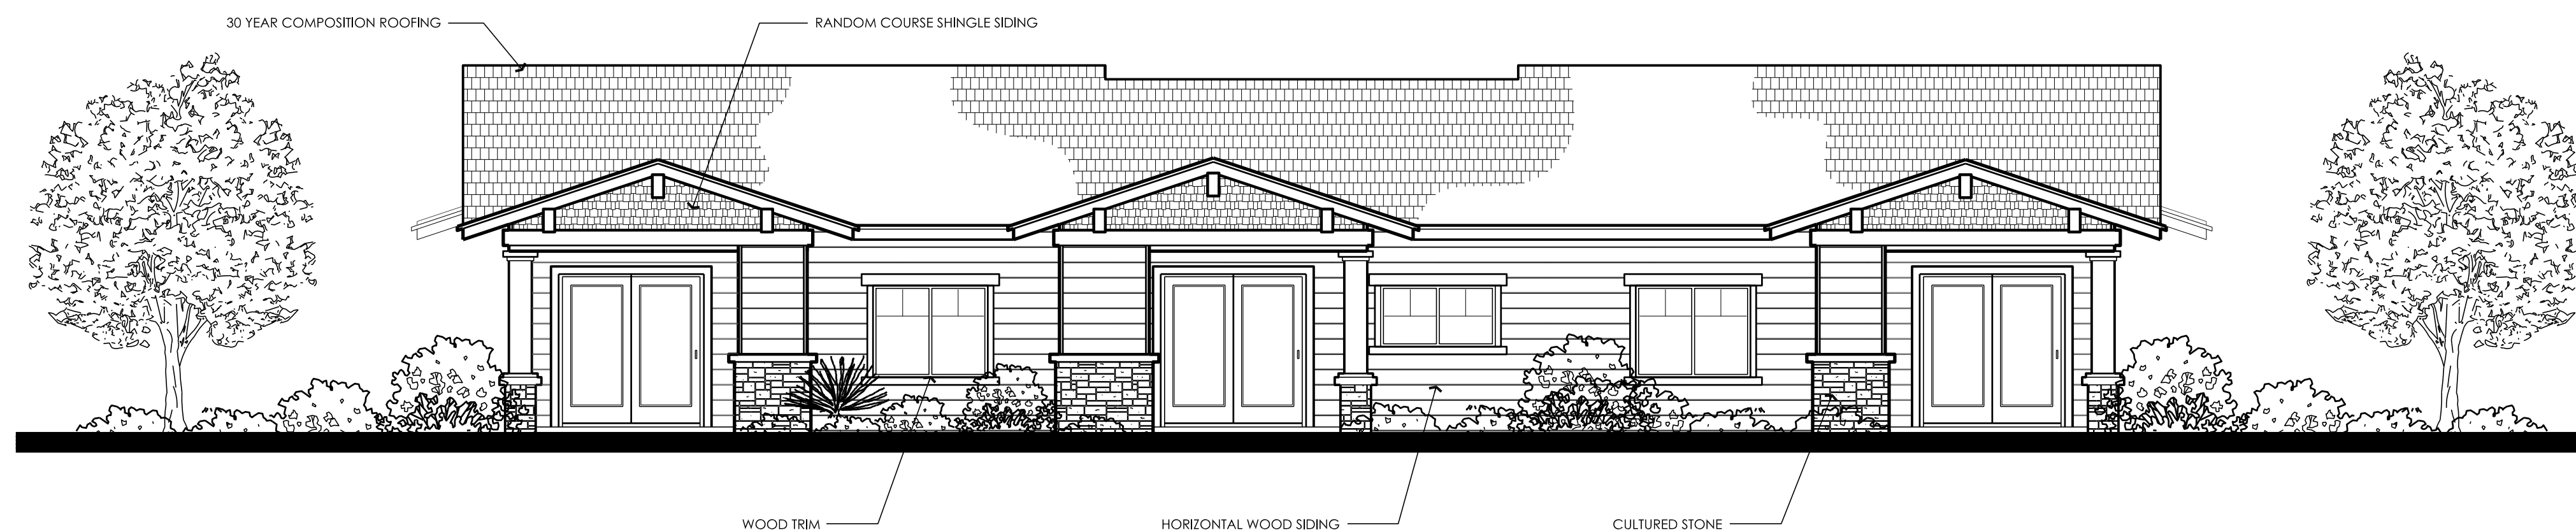 30 YEAR COMPOSITION ROOFING
RANDOM COURSE SHINGLE SIDING
WOOD TRIM
HORIZONTAL WOOD SIDING
CULTURED STONE